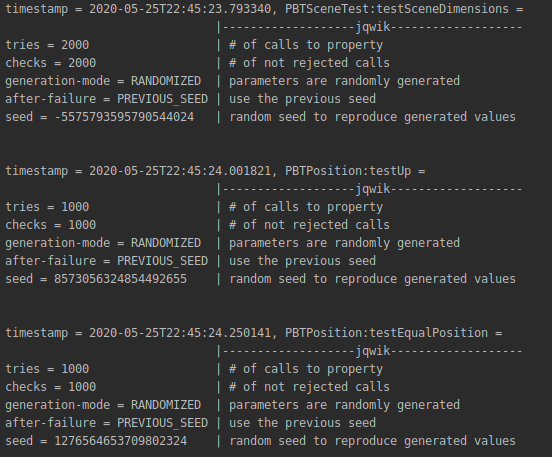 timestamp = 2020-05-25T22:45:23.793340, PBTSceneTest:testSceneDimensions =
|-------------------jqwik-------------------
tries = 2000 | # of calls to property
checks = 2000 | # of not rejected calls
generation-mode = RANDOMIZED | parameters are randomly generated
after-failure = PREVIOUS_SEED | use the previous seed
seed = -5575793595790544024 | random seed to reproduce generated values
timestamp = 2020-05-25T22:45:24.001821, PBTPosition:testUp =
|-------------------jqwik-------------------
tries = 1000 | # of calls to property
checks = 1000 | # of not rejected calls
generation-mode = RANDOMIZED | parameters are randomly generated
after-failure = PREVIOUS_SEED | use the previous seed
seed = 8573056324854492655 | random seed to reproduce generated values
timestamp = 2020-05-25T22:45:24.250141, PBTPosition:testEqualPosition =
|-------------------jqwik-------------------
tries = 1000 | # of calls to property
checks = 1000 | # of not rejected calls
generation-mode = RANDOMIZED | parameters are randomly generated
after-failure = PREVIOUS_SEED | use the previous seed
seed = 1276564653709802324 | random seed to reproduce generated values